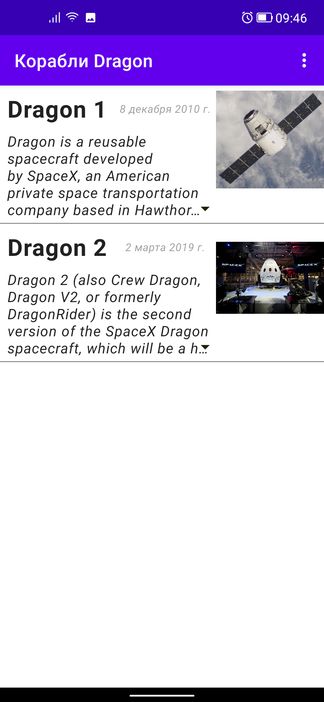 09:46
Корабли Dragon
Dragon 1
8 декабря 2010 г.
Dragon is a reusable
spacecraft developed
by SpaceX, an American
private space transportation
company based in Hawthor...
Dragon 2
2 марта 2019 г.
Dragon 2 (also Crew Dragon,
Dragon V2, or formerly
DragonRider) is the second
version of the SpaceX Dragon
spacecraft, which will be a h...
SPACEX
SPACEX